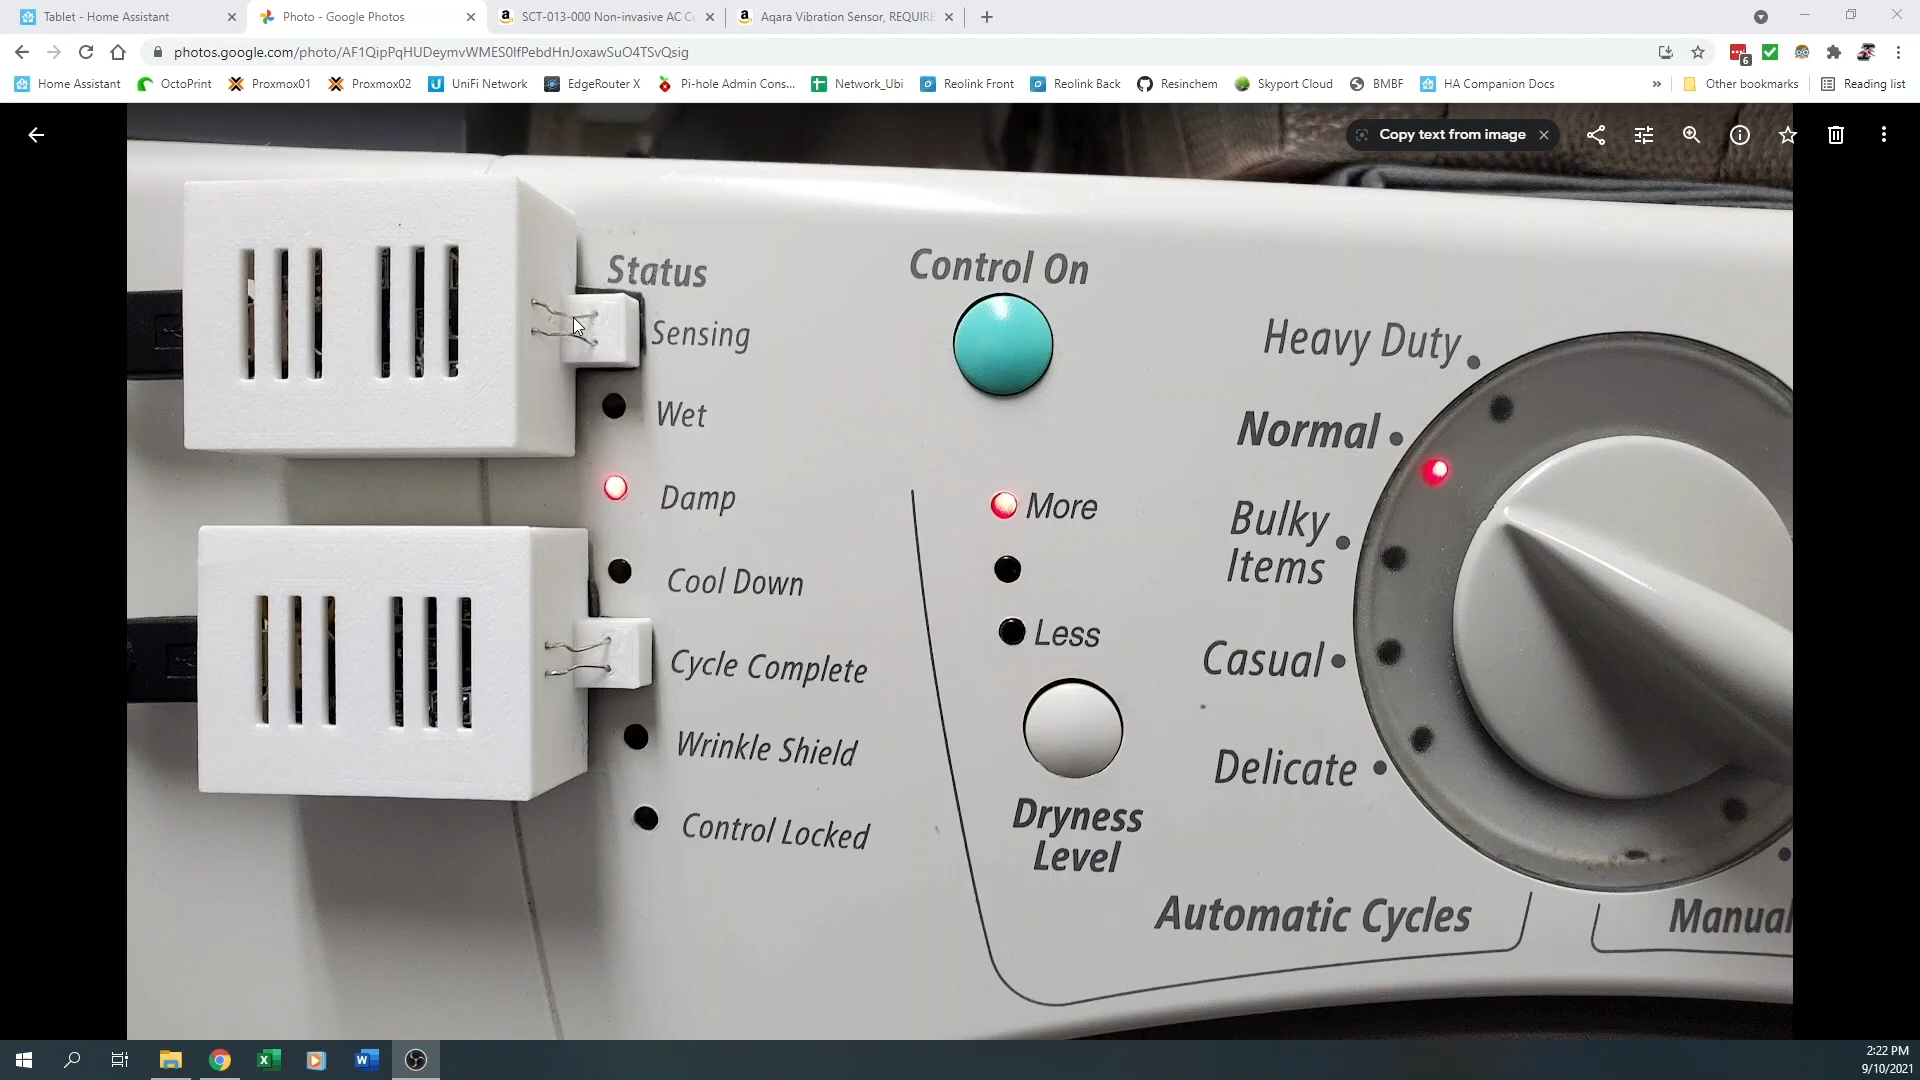 Tablet - Home Assistant
Photo - Google Photos
SCT-013-000 Non-invasive AC Cu
Aqara Vibration Sensor, REQUIRE
photos.google.com/photo/AF1QipPqHUDeymvWMES0lfPebdHnJoxawSuO4TSvQsig
6
Home Assistant
OctoPrint
Proxmox01
Proxmox02
UniFi Network
EdgeRouter X
Pi-hole Admin Cons...
Network_Ubi
Reolink Front
Reolink Back
Resinchem
Skyport Cloud
BMBF
HA Companion Docs
»
Other bookmarks
Reading list
Copy text from image
Status
Sensing
Wet
Damp
Cool Down
Cycle Complete
Wrinkle Shield
Control Locked
Control On
More
Less
Dryness
Level
Heavy Duty
Normal
Bulky
Items
Casual
Delicate
Automatic Cycles
Manual
2:22 PM
9/10/2021